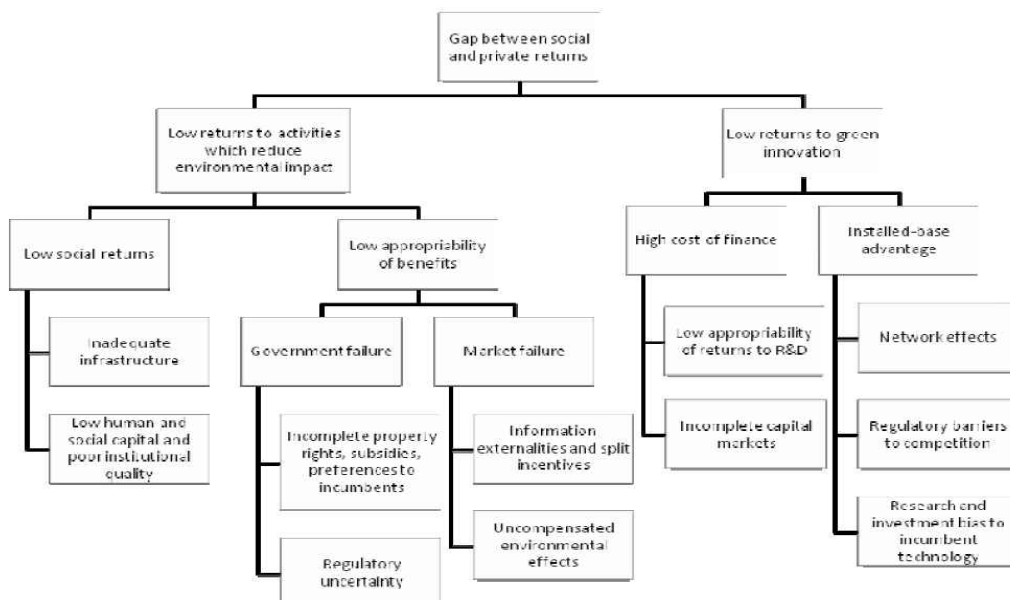 Gap between social
and private returns
Low returns to activities
which reduce
environmental impact
Low returns to green
innovation
Low social returns
Low appropriability
of benefits
High cost of finance
Installed-base
advantage
Inadequate
infrastructure
Low human and
social capital and
poor institutional
quality
Government failure
Market failure
Incomplete property
rights, subsidies,
preferences to
incumbents
Regulatory
uncertainty
Information
externalities and split
incentives
Uncompensated
environmental
effects
Low appropriability
of returns to R&D
Incomplete capital
markets
Network effects
Regulatory barriers
to competition
Research and
investment bias to
incumbent
technology